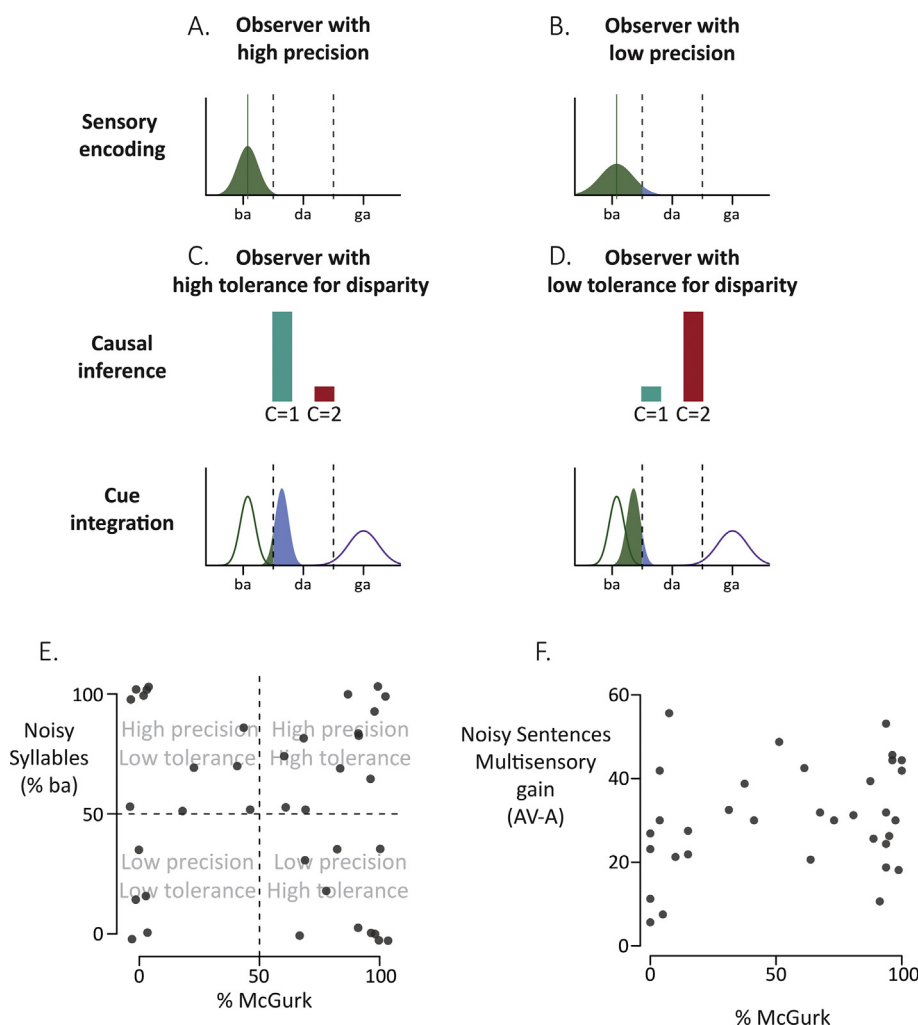 A. Observer with
high precision
B. Observer with
low precision
Sensory
encoding
ba da ga
ba da ga
C. Observer with
high tolerance for disparity
D. Observer with
low tolerance for disparity
Causal
inference
C=1 C=2
C=1 C=2
Cue
integration
ba da ga
ba da ga
E.
Noisy
Syllables
(% ba)
100
50
0
High precision
Low tolerance
High precision
High tolerance
Low precision
Low tolerance
Low precision
High tolerance
0 50 100
% McGurk
F.
Noisy Sentences
Multisensory
gain
(AV-A)
60
40
20
0
0 50 100
% McGurk